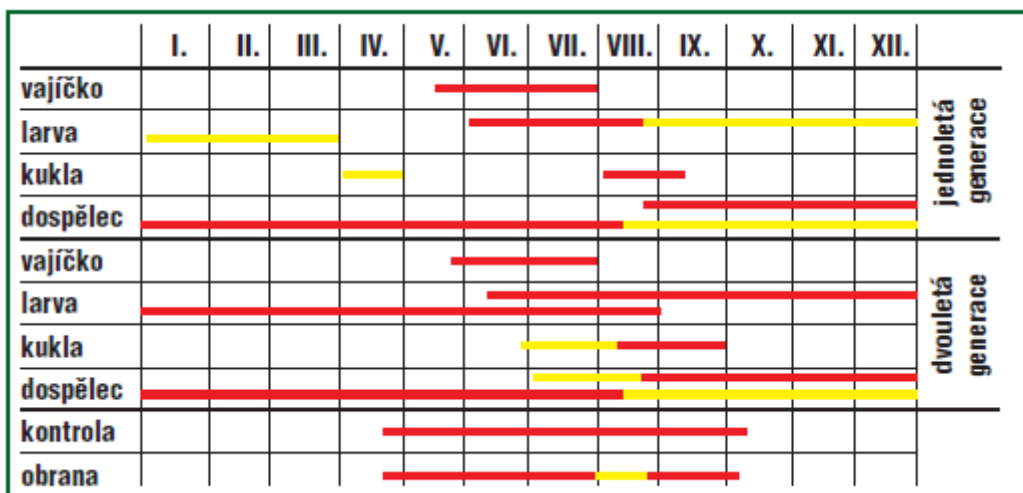 I. II. III. IV. V. VI. VII. VIII. IX. X. XI. XII.
vajíčko
larva
kukla
dospělec
jednoletá
generace
vajíčko
larva
kukla
dospělec
dvouletá
generace
kontrola
obrana